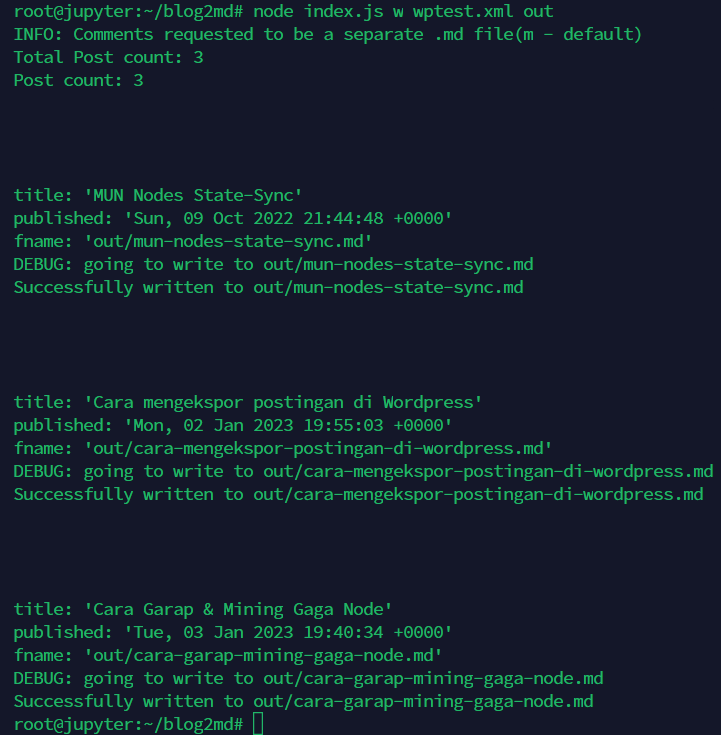 root@jupyter:~/blog2md# node index.js w wptest.xml out
INFO: Comments requested to be a separate .md file(m - default)
Total Post count: 3
Post count: 3
title: 'MUN Nodes State-Sync'
published: 'Sun, 09 Oct 2022 21:44:48 +0000'
fname: 'out/mun-nodes-state-sync.md'
DEBUG: going to write to out/mun-nodes-state-sync.md
Successfully written to out/mun-nodes-state-sync.md
title: 'Cara mengekspor postingan di Wordpress'
published: 'Mon, 02 Jan 2023 19:55:03 +0000'
fname: 'out/cara-mengekspor-postingan-di-wordpress.md'
DEBUG: going to write to out/cara-mengekspor-postingan-di-wordpress.md
Successfully written to out/cara-mengekspor-postingan-di-wordpress.md
title: 'Cara Garap & Mining Gaga Node'
published: 'Tue, 03 Jan 2023 19:40:34 +0000'
fname: 'out/cara-garap-mining-gaga-node.md'
DEBUG: going to write to out/cara-garap-mining-gaga-node.md
Successfully written to out/cara-garap-mining-gaga-node.md
root@jupyter:~/blog2md#